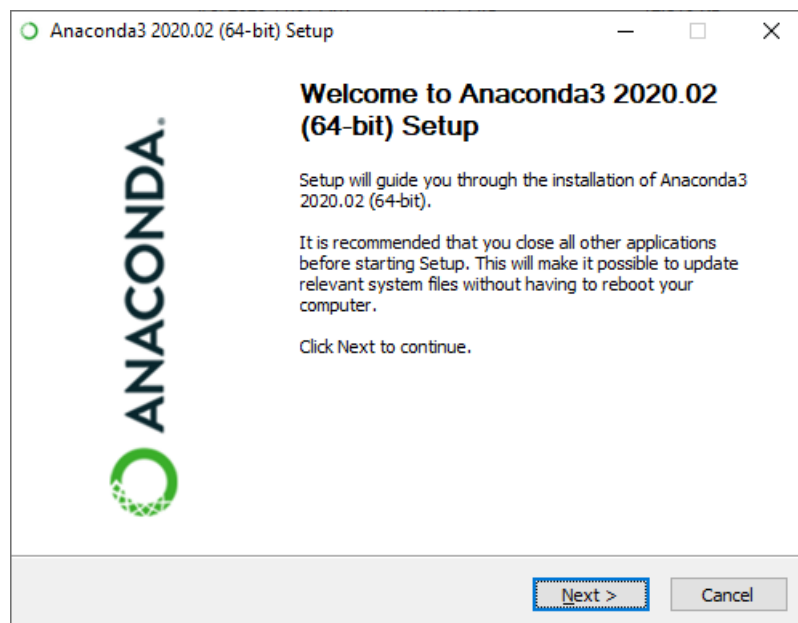 Anaconda3 2020.02 (64-bit) Setup
Welcome to Anaconda3 2020.02
(64-bit) Setup
ANACONDA.
Setup will guide you through the installation of Anaconda3
2020.02 (64-bit).
It is recommended that you close all other applications
before starting Setup. This will make it possible to update
relevant system files without having to reboot your
computer.
Click Next to continue.
Next >
Cancel